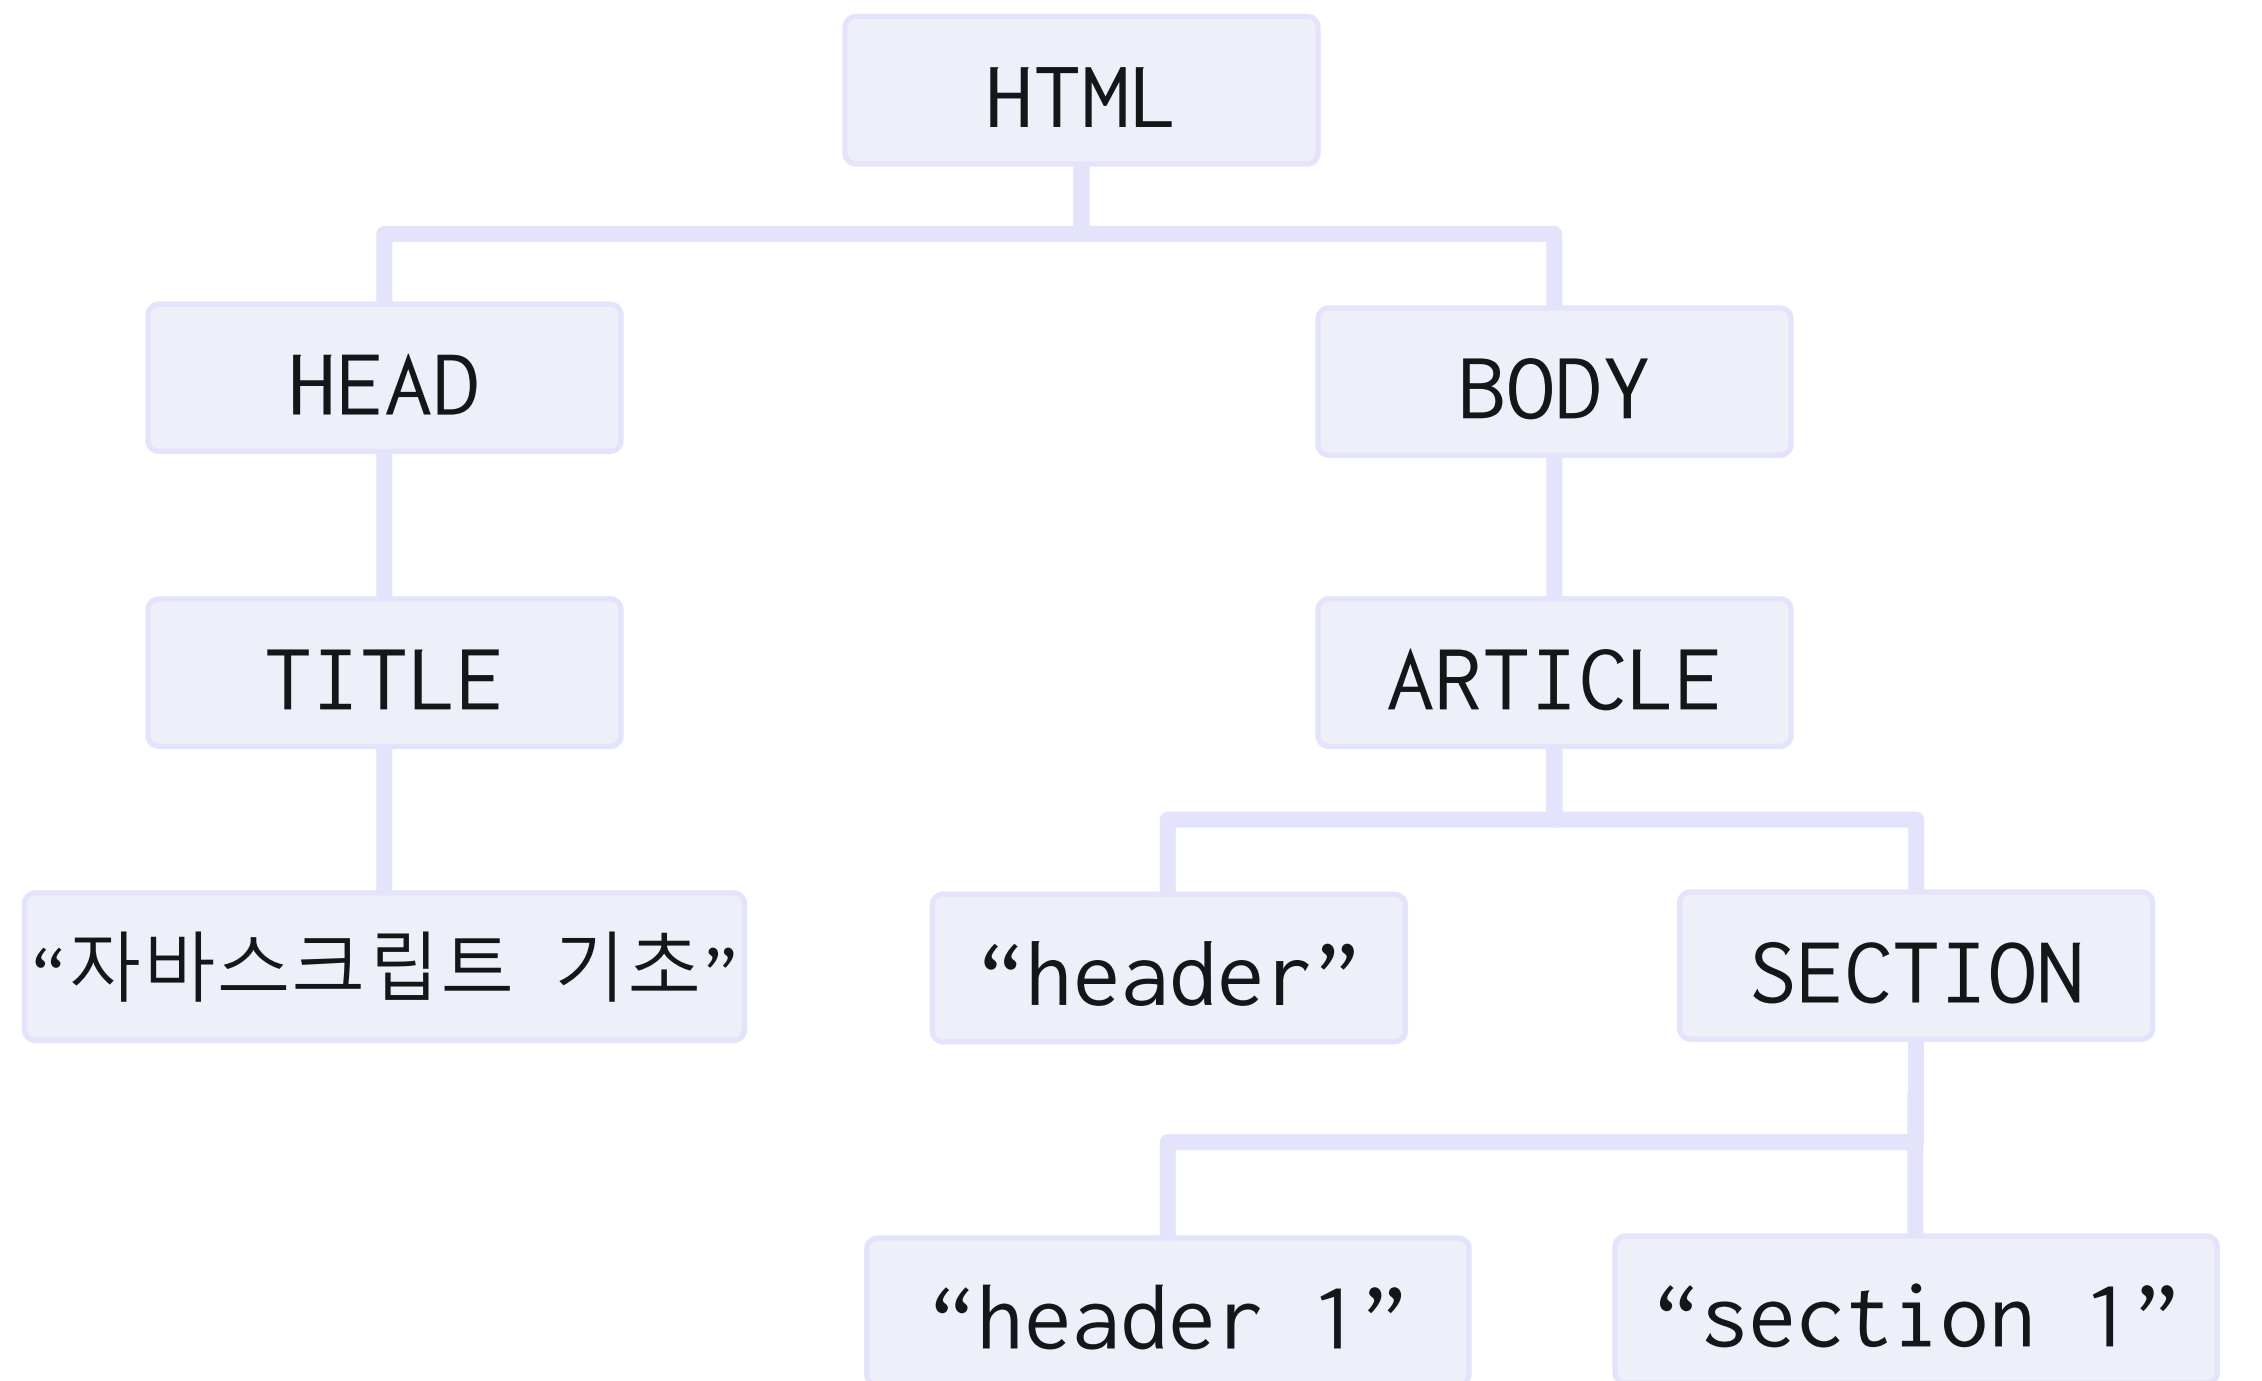 HTML
HEAD
BODY
TITLE
ARTICLE
“자바스크립트 기초”
“header”
SECTION
“header 1”
“section 1”